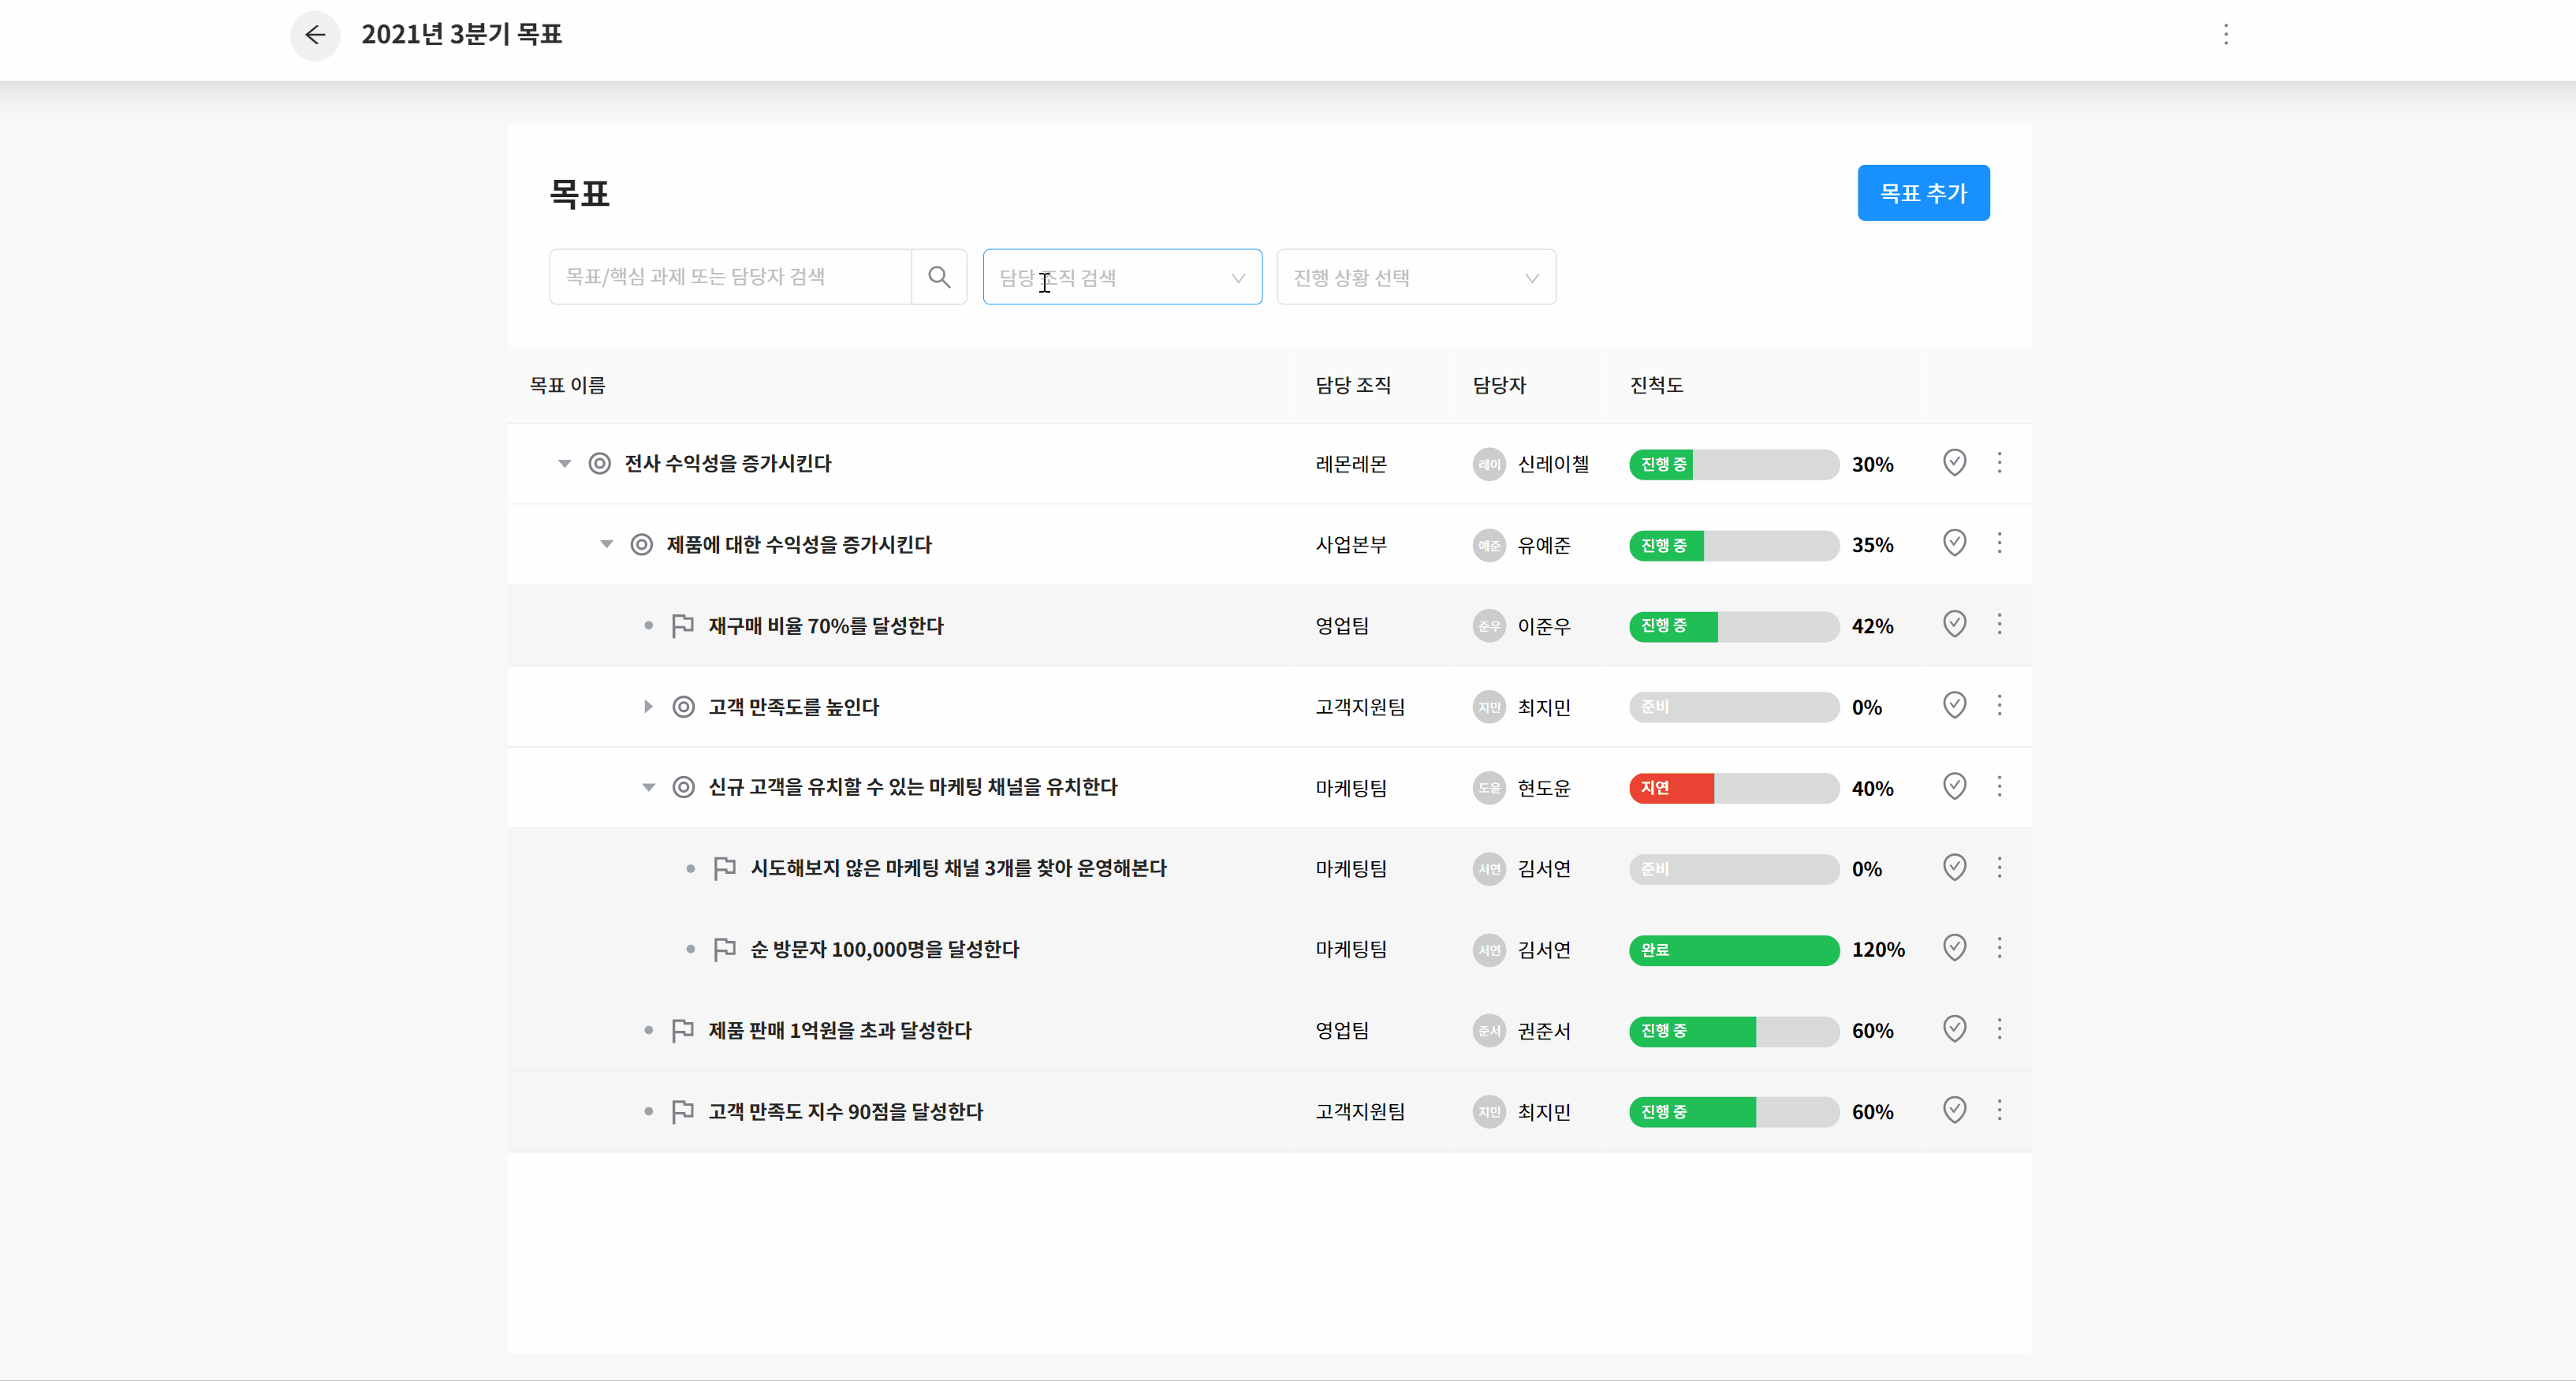 2021년 3분기 목표
목표
목표 추가
목표/핵심 과제 또는 담당자 검색
담당 조직 검색
진행 상황 선택
목표 이름 담당 조직 담당자 진척도
전사 수익성을 증가시킨다 레몬레몬 레이 신레이첼 진행 중 30%
제품에 대한 수익성을 증가시킨다 사업본부 예준 유예준 진행 중 35%
재구매 비율 70%를 달성한다 영업팀 준우 이준우 진행 중 42%
고객 만족도를 높인다 고객지원팀 지민 최지민 준비 0%
신규 고객을 유치할 수 있는 마케팅 채널을 유치한다 마케팅팀 도윤 현도윤 지연 40%
시도해보지 않은 마케팅 채널 3개를 찾아 운영해본다 마케팅팀 서연 김서연 준비 0%
순 방문자 100,000명을 달성한다 마케팅팀 서연 김서연 완료 120%
제품 판매 1억원을 초과 달성한다 영업팀 준서 권준서 진행 중 60%
고객 만족도 지수 90점을 달성한다 고객지원팀 지민 최지민 진행 중 60%